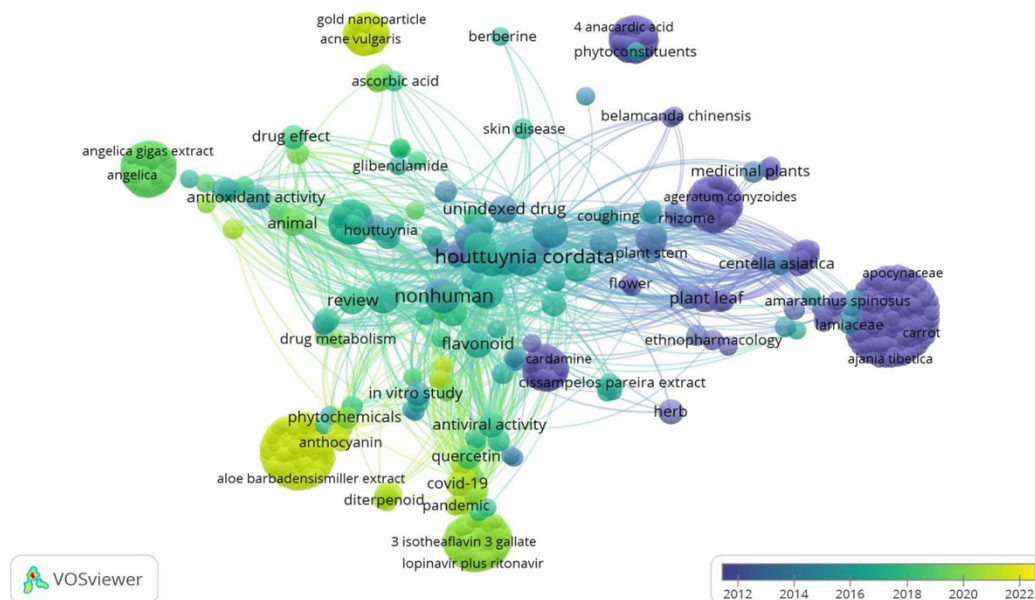 gold nanoparticle
acne vulgaris
berberine
4 anacardic acid
phytoconstituents
ascorbic acid
belamcanda chinensis
drug effect
skin disease
angelica gigas extract
angelica
glibenclamide
medicinal plants
antioxidant activity
ageratum conyzoides
unindexed drug
coughing
rhizome
animal
houttuynia
houttuynia cordata
plant stem
centella asiatica
apocynaceae
flower
review
nonhuman
plant leaf
amaranthus spinosus
lamiaceae
carrot
drug metabolism
flavonoid
ethnopharmacology
cardamine
ajania tibetica
cissampelos pareira extract
in vitro study
herb
phytochemicals
antiviral activity
anthocyanin
quercetin
aloe barbadensismiller extract
covid-19
diterpenoid
pandemic
3 isotheaflavin 3 gallate
lopinavir plus ritonavir
VOSviewer
2012 2014 2016 2018 2020 2022